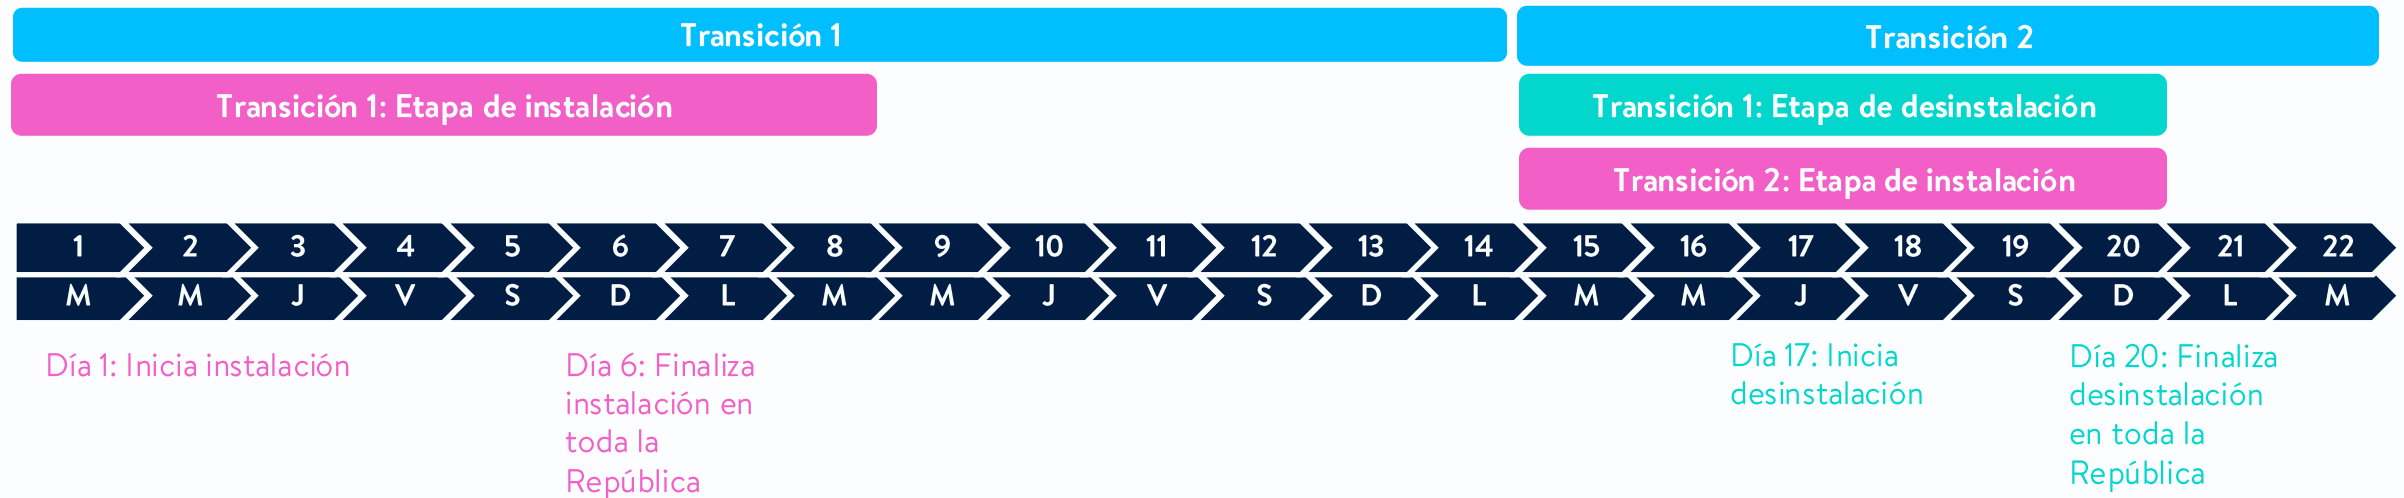 Transición 1
Transición 2
Transición 1: Etapa de instalación
Transición 1: Etapa de desinstalación
Transición 2: Etapa de instalación
1 2 3 4 5 6 7 8 9 10 11 12 13 14 15 16 17 18 19 20 21 22
M M J V S D L M M J V S D L M M J V S D L M
Día 1: Inicia instalación
Día 6: Finaliza
instalación en
toda la
República
Día 17: Inicia
desinstalación
Día 20: Finaliza
desinstalación
en toda la
República